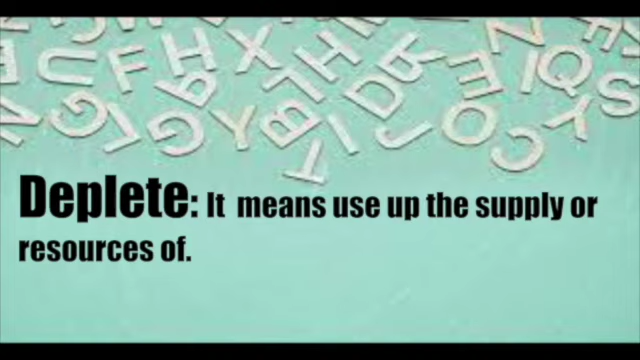 Deplete: It means use up the supply or
resources of.